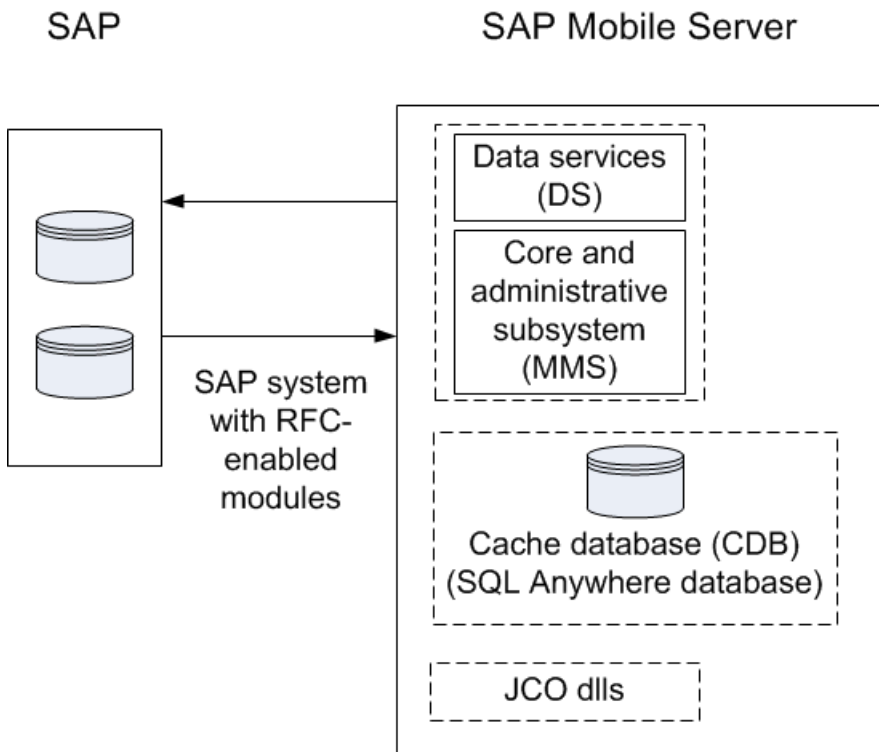 SAP
SAP Mobile Server
Data services
(DS)
Core and
administrative
subsystem
(MMS)
SAP system
with RFC-
enabled
modules
Cache database (CDB)
(SQL Anywhere database)
JCO dlls